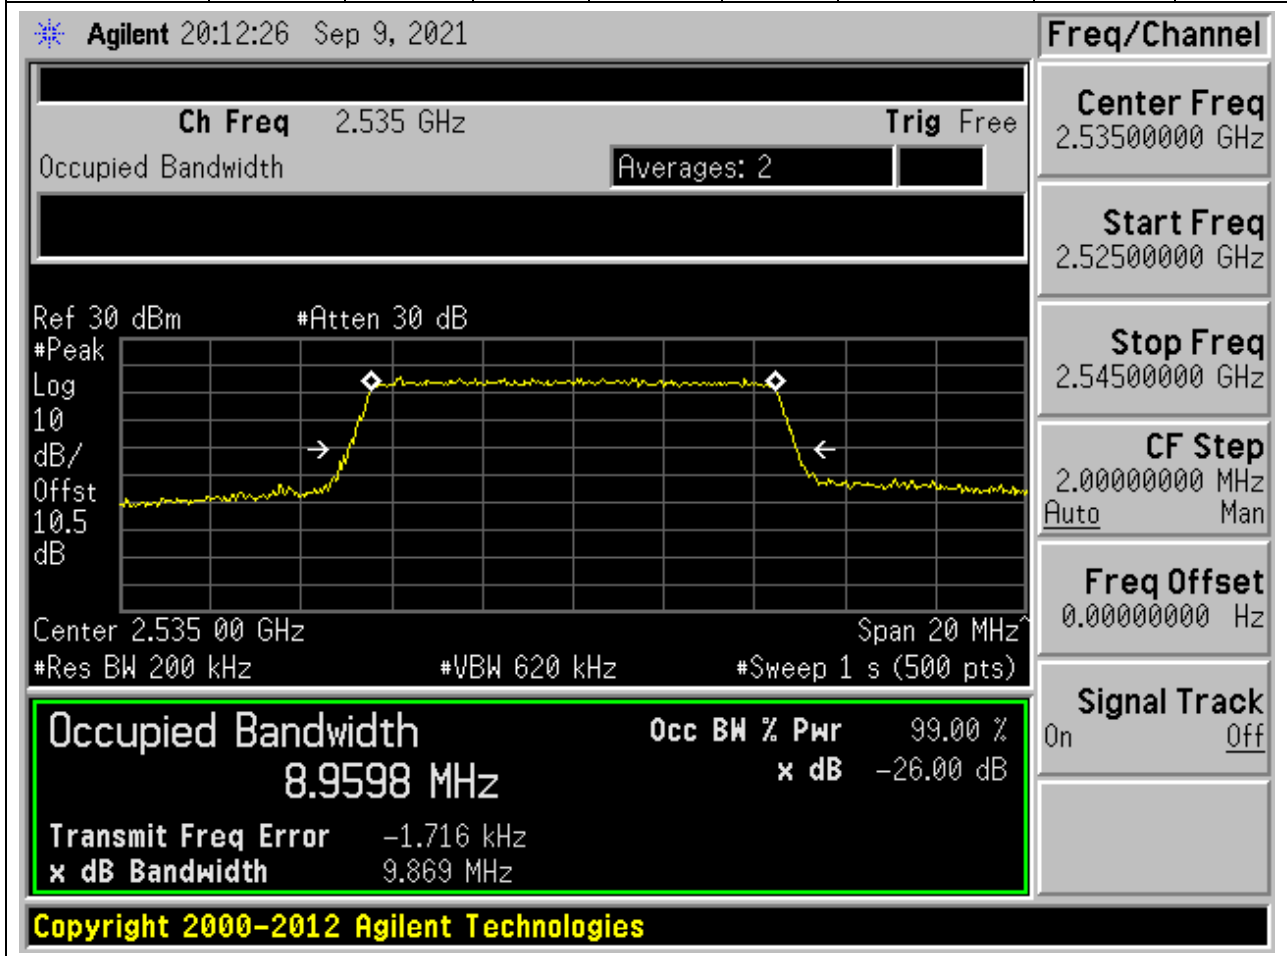 Agilent 20:12:26 Sep 9, 2021
Freq/Channel
Ch Freq 2.535 GHz Trig Free
Occupied Bandwidth Averages: 2
Center Freq
2.53500000 GHz
Start Freq
2.52500000 GHz
Stop Freq
2.54500000 GHz
CF Step
2.00000000 MHz
Auto Man
Freq Offset
0.00000000 Hz
Signal Track
On Off
Ref 30 dBm #Atten 30 dB
#Peak
Log
10
dB/
Offst
10.5
dB
Center 2.535 00 GHz Span 20 MHz^
#Res BW 200 kHz #VBW 620 kHz #Sweep 1 s (500 pts)
Occupied Bandwidth Occ BW % Pwr 99.00 %
8.9598 MHz x dB -26.00 dB
Transmit Freq Error -1.716 kHz
x dB Bandwidth 9.869 MHz
Copyright 2000-2012 Agilent Technologies